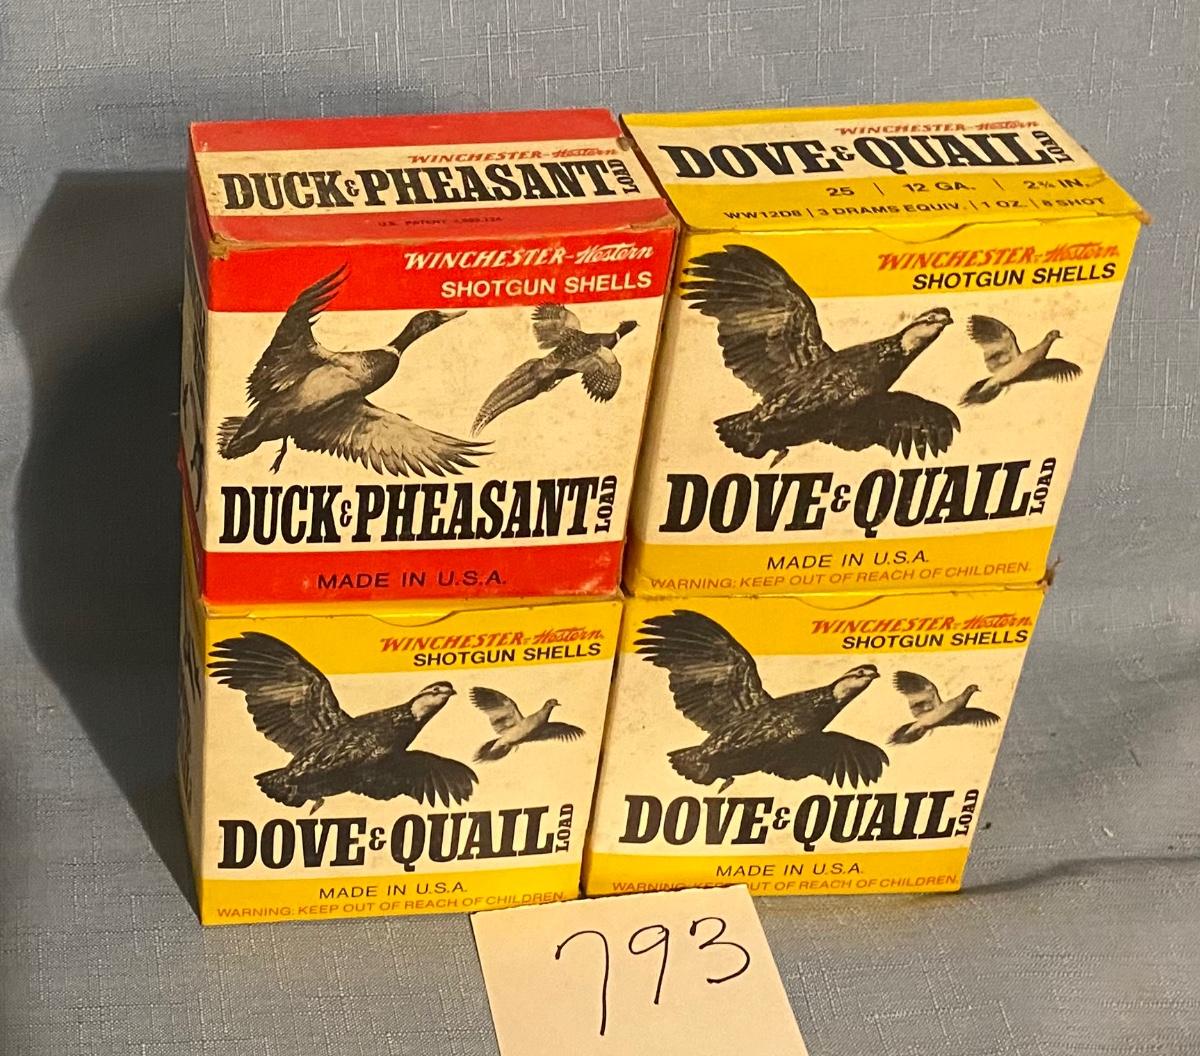 WINCHESTER-Western
DUCK & PHEASANT LOAD
U.S. PATENT
WINCHESTER-Western
SHOTGUN SHELLS
DUCK & PHEASANT LOAD
MADE IN U.S.A.
WINCHESTER-Western
DOVE & QUAIL LOAD
25 | 12 GA. | 2¾ IN.
WW12D8 | 3 DRAMS EQUIV. | 1 OZ. | 8 SHOT
WINCHESTER-Western
SHOTGUN SHELLS
DOVE & QUAIL LOAD
MADE IN U.S.A.
WARNING: KEEP OUT OF REACH OF CHILDREN.
WINCHESTER-Western
SHOTGUN SHELLS
DOVE & QUAIL LOAD
MADE IN U.S.A.
WARNING: KEEP OUT OF REACH OF CHILDREN.
WINCHESTER-Western
SHOTGUN SHELLS
DOVE & QUAIL LOAD
MADE IN U.S.A.
WARNING: KEEP OUT OF REACH OF CHILDREN.
793